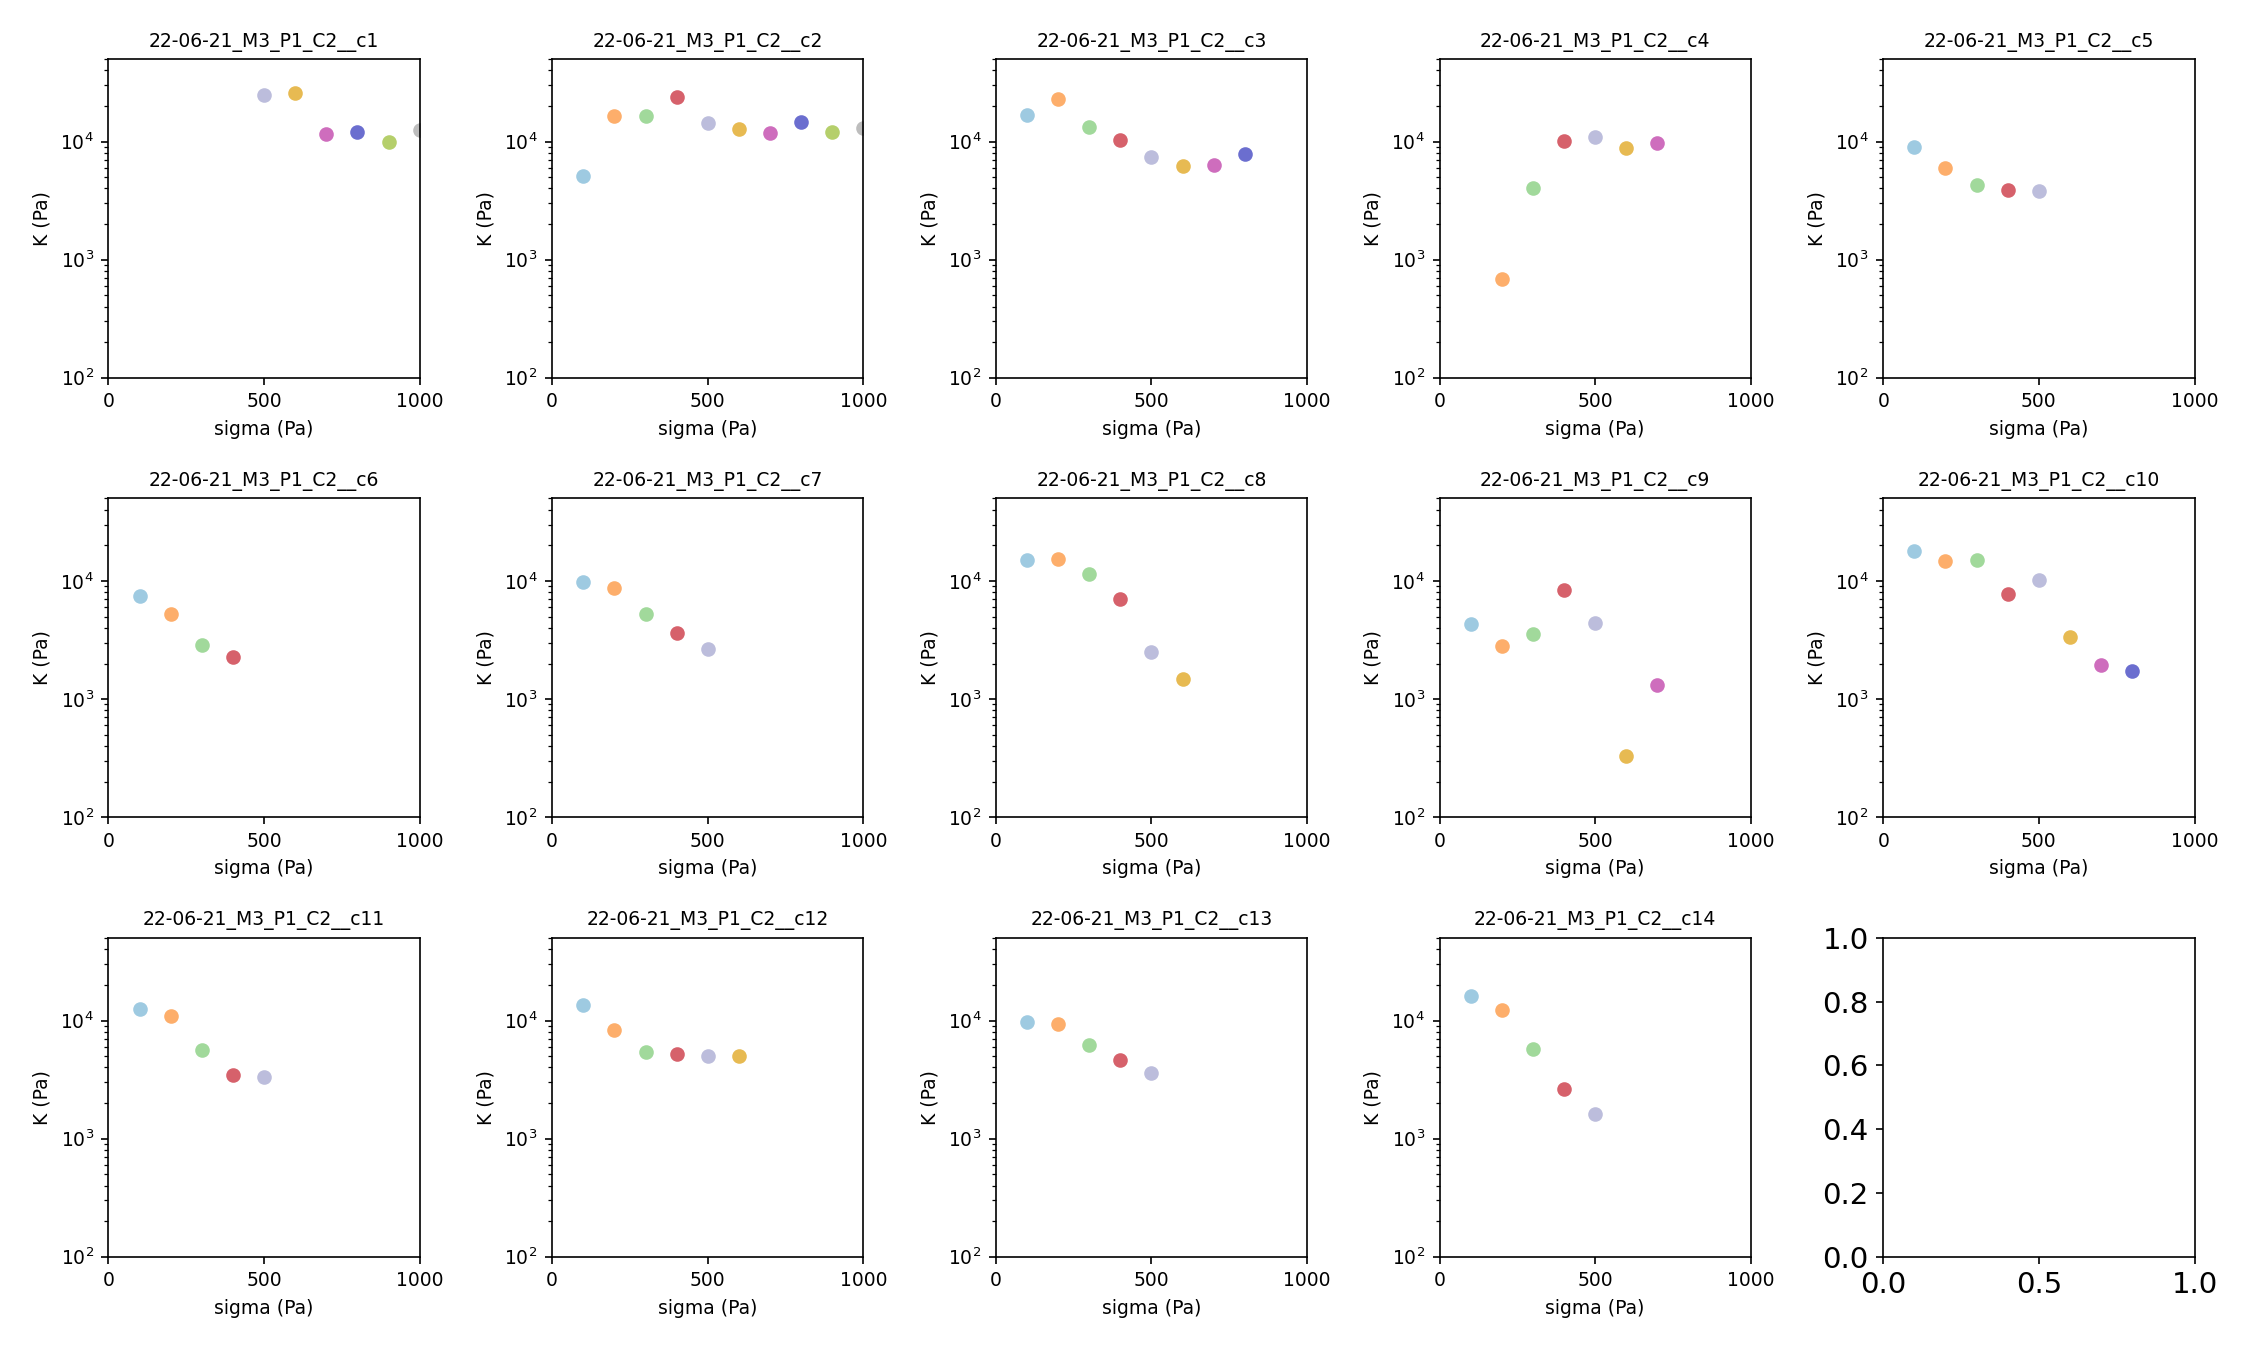 22-06-21_M3_P1_C2__c1
K (Pa)
10^4
10^3
10^2
0 500 1000
sigma (Pa)
22-06-21_M3_P1_C2__c2
K (Pa)
10^4
10^3
10^2
0 500 1000
sigma (Pa)
22-06-21_M3_P1_C2__c3
K (Pa)
10^4
10^3
10^2
0 500 1000
sigma (Pa)
22-06-21_M3_P1_C2__c4
K (Pa)
10^4
10^3
10^2
0 500 1000
sigma (Pa)
22-06-21_M3_P1_C2__c5
K (Pa)
10^4
10^3
10^2
0 500 1000
sigma (Pa)
22-06-21_M3_P1_C2__c6
K (Pa)
10^4
10^3
10^2
0 500 1000
sigma (Pa)
22-06-21_M3_P1_C2__c7
K (Pa)
10^4
10^3
10^2
0 500 1000
sigma (Pa)
22-06-21_M3_P1_C2__c8
K (Pa)
10^4
10^3
10^2
0 500 1000
sigma (Pa)
22-06-21_M3_P1_C2__c9
K (Pa)
10^4
10^3
10^2
0 500 1000
sigma (Pa)
22-06-21_M3_P1_C2__c10
K (Pa)
10^4
10^3
10^2
0 500 1000
sigma (Pa)
22-06-21_M3_P1_C2__c11
K (Pa)
10^4
10^3
10^2
0 500 1000
sigma (Pa)
22-06-21_M3_P1_C2__c12
K (Pa)
10^4
10^3
10^2
0 500 1000
sigma (Pa)
22-06-21_M3_P1_C2__c13
K (Pa)
10^4
10^3
10^2
0 500 1000
sigma (Pa)
22-06-21_M3_P1_C2__c14
K (Pa)
10^4
10^3
10^2
0 500 1000
sigma (Pa)
1.0
0.8
0.6
0.4
0.2
0.0
0.0 0.5 1.0